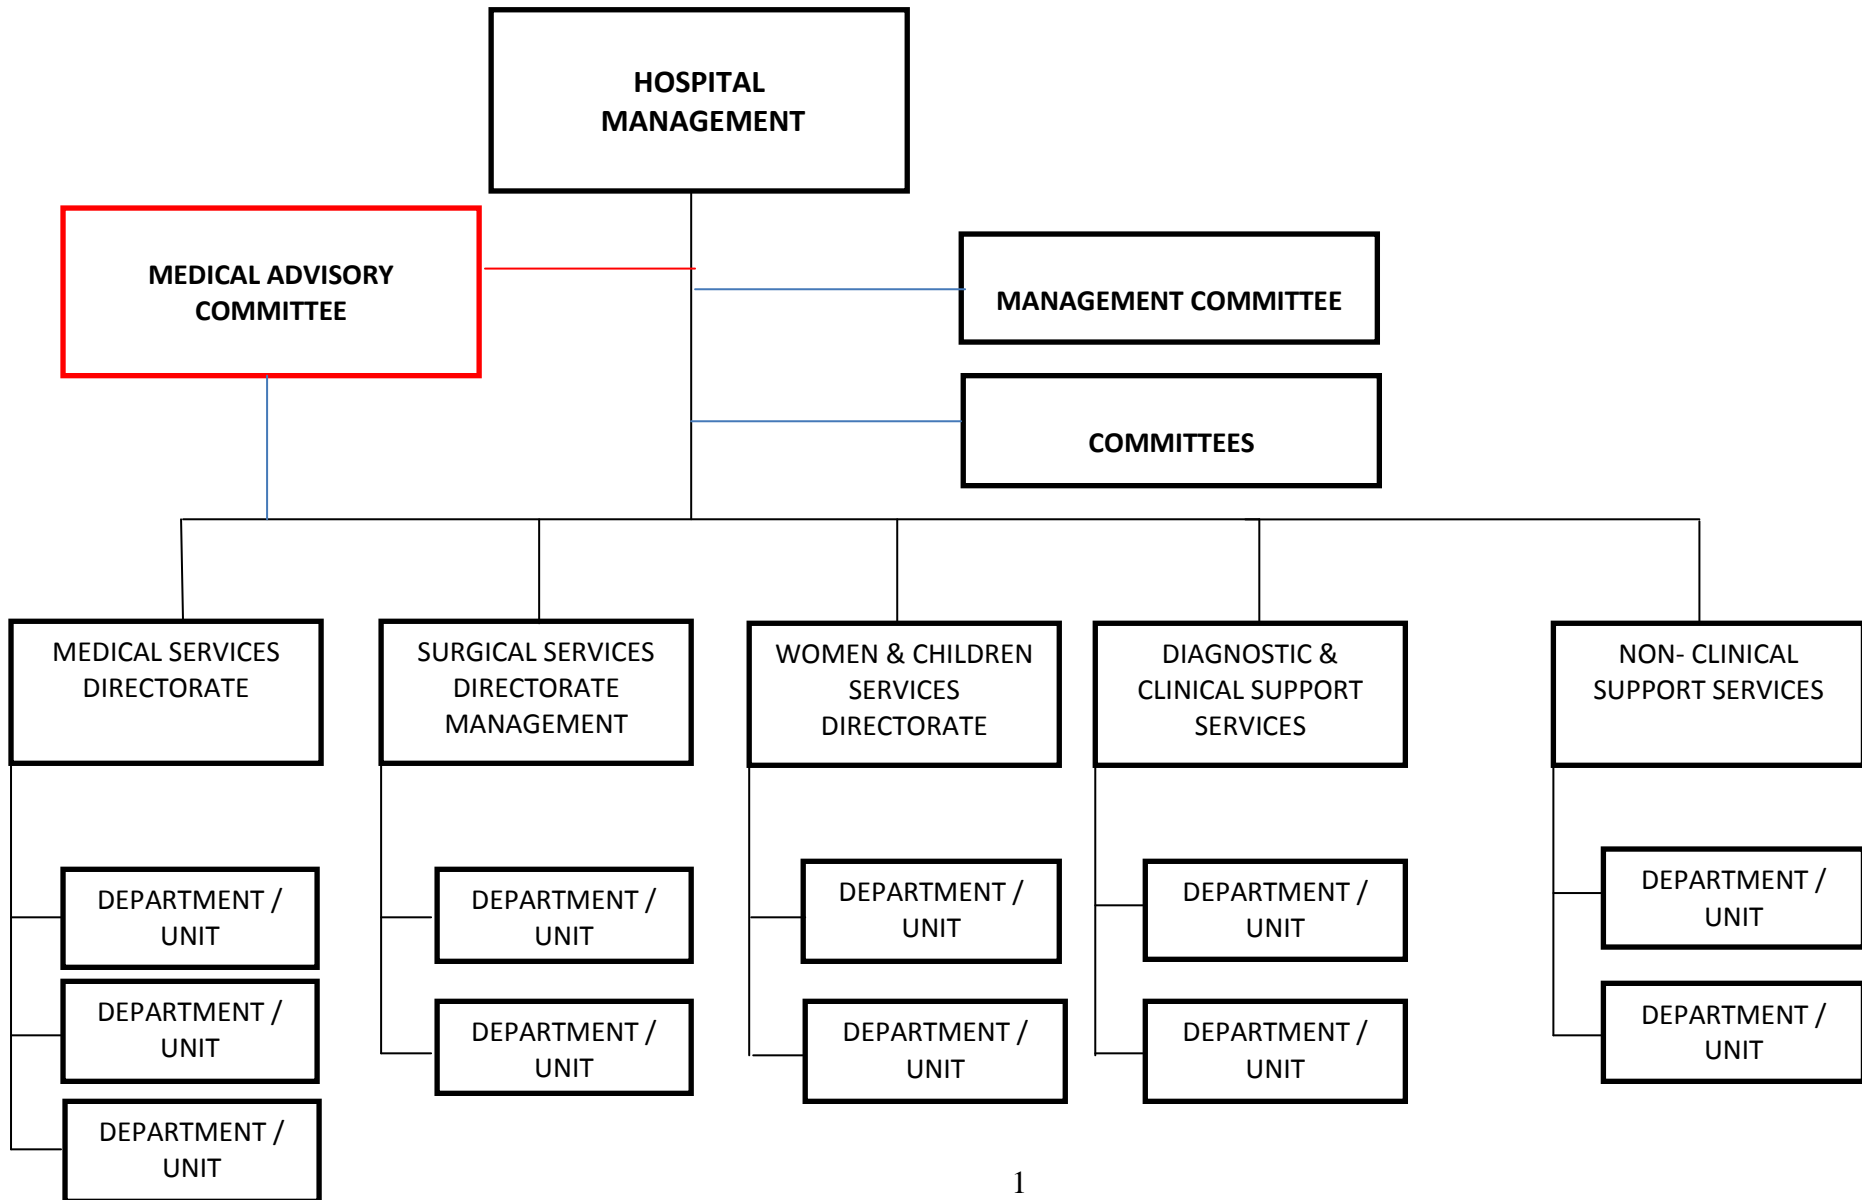 HOSPITAL
MANAGEMENT
MEDICAL ADVISORY
COMMITTEE
MANAGEMENT COMMITTEE
COMMITTEES
MEDICAL SERVICES
DIRECTORATE
SURGICAL SERVICES
DIRECTORATE
MANAGEMENT
WOMEN & CHILDREN
SERVICES
DIRECTORATE
DIAGNOSTIC &
CLINICAL SUPPORT
SERVICES
NON- CLINICAL
SUPPORT SERVICES
DEPARTMENT /
UNIT
DEPARTMENT /
UNIT
DEPARTMENT /
UNIT
DEPARTMENT /
UNIT
DEPARTMENT /
UNIT
DEPARTMENT /
UNIT
DEPARTMENT /
UNIT
DEPARTMENT /
UNIT
DEPARTMENT /
UNIT
DEPARTMENT /
UNIT
DEPARTMENT /
UNIT
1